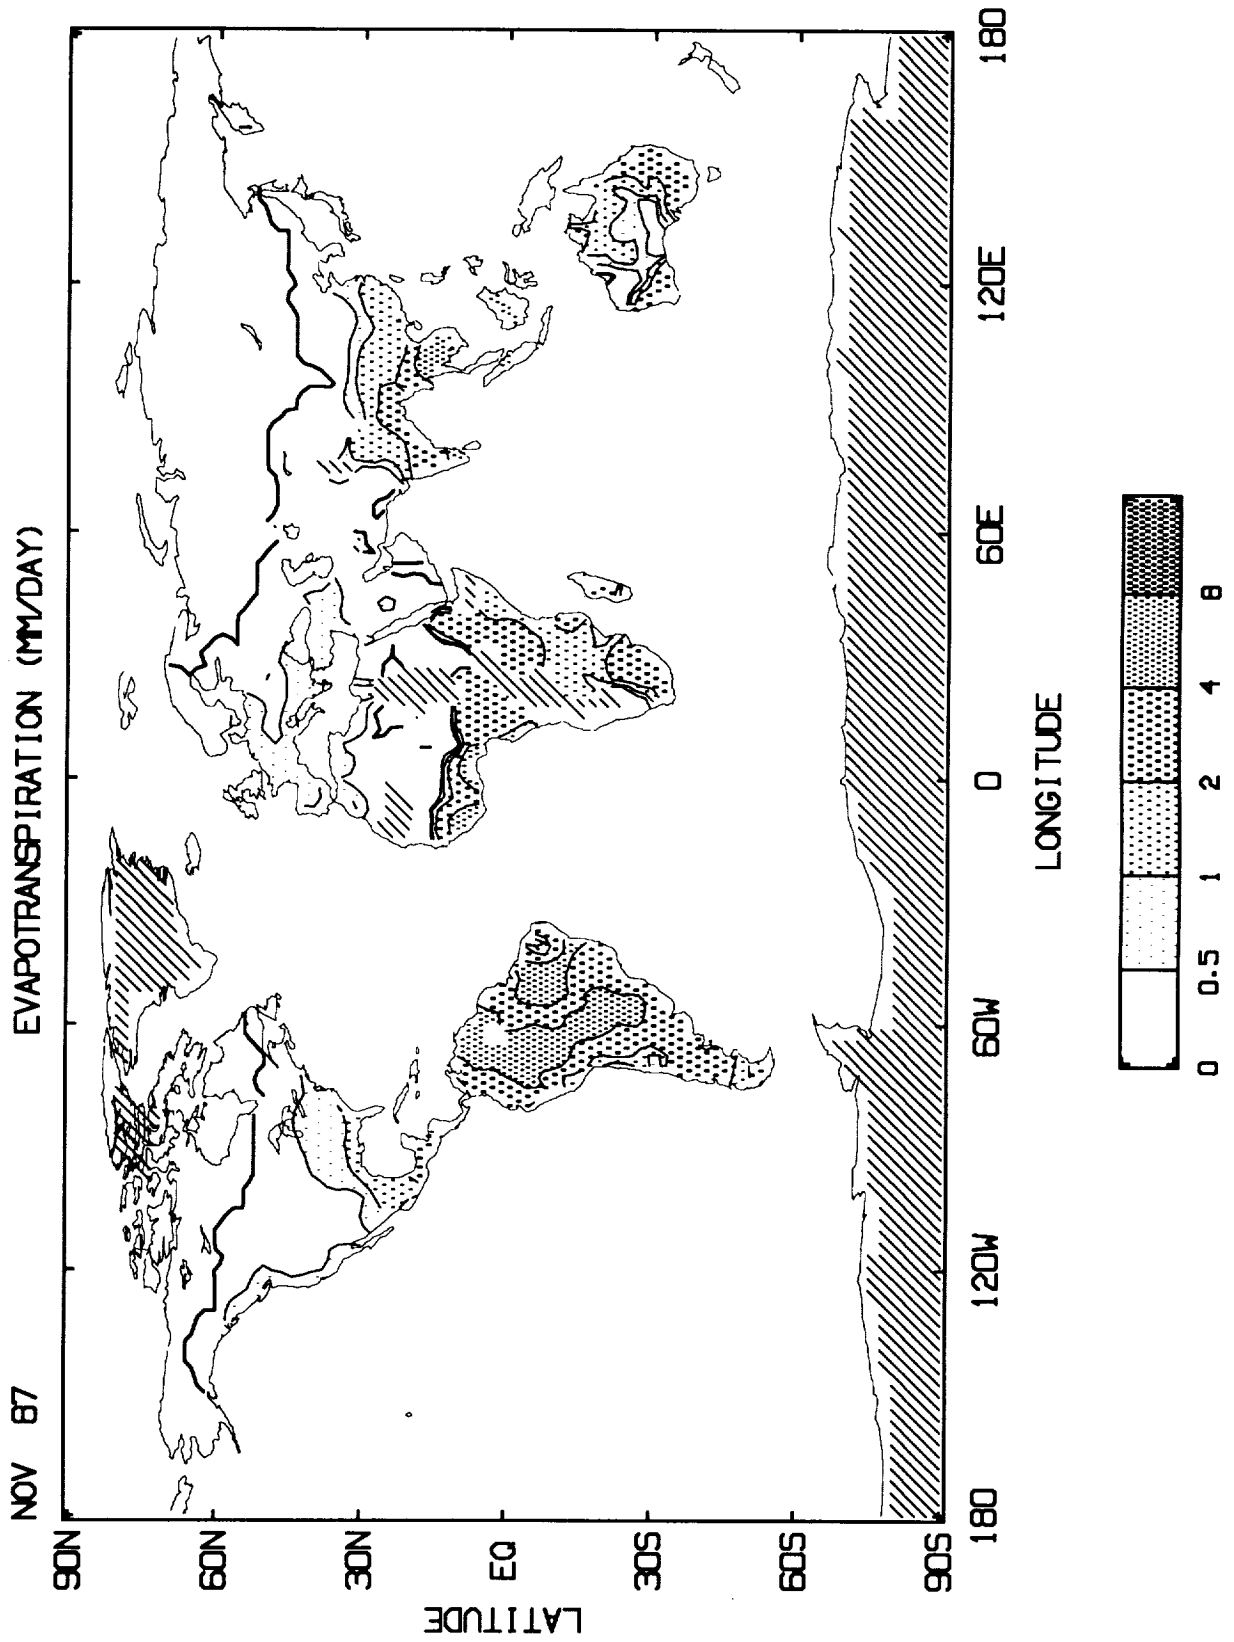 NOV 87 EVAPOTRANSPIRATION (MM/DAY)
90N
60N
30N
EQ
30S
60S
90S
LATITUDE
180 120W 60W 0 60E 120E 180
LONGITUDE
0 0.5 1 2 4 8